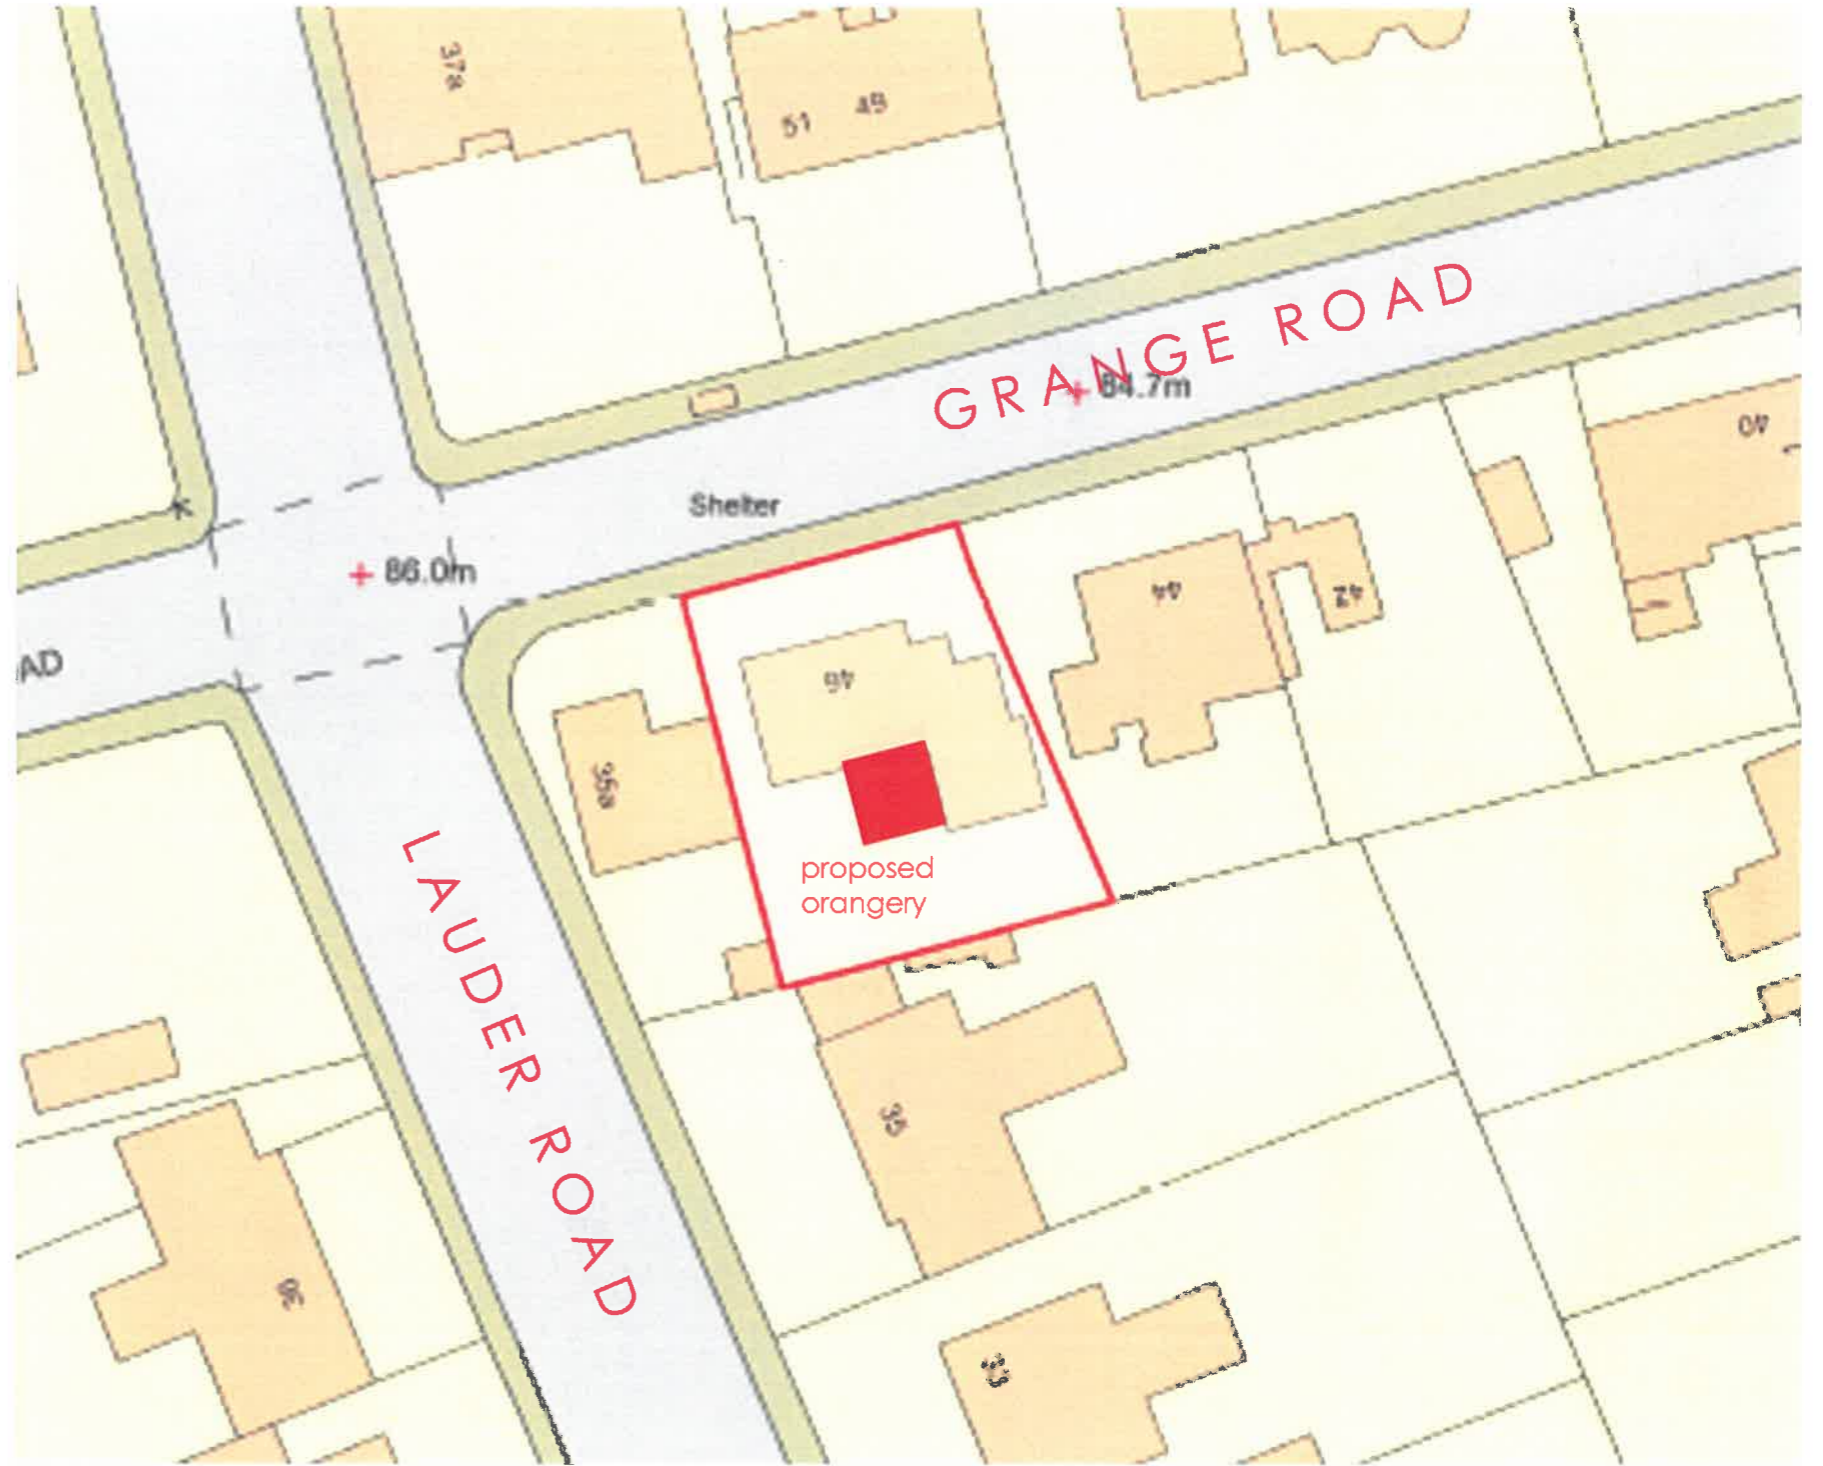 37a
51 49
GRANGE ROAD
84.7m
40
Shelter
86.0m
44
42
AD
46
35a
proposed
orangery
LAUDER ROAD
35
30
33